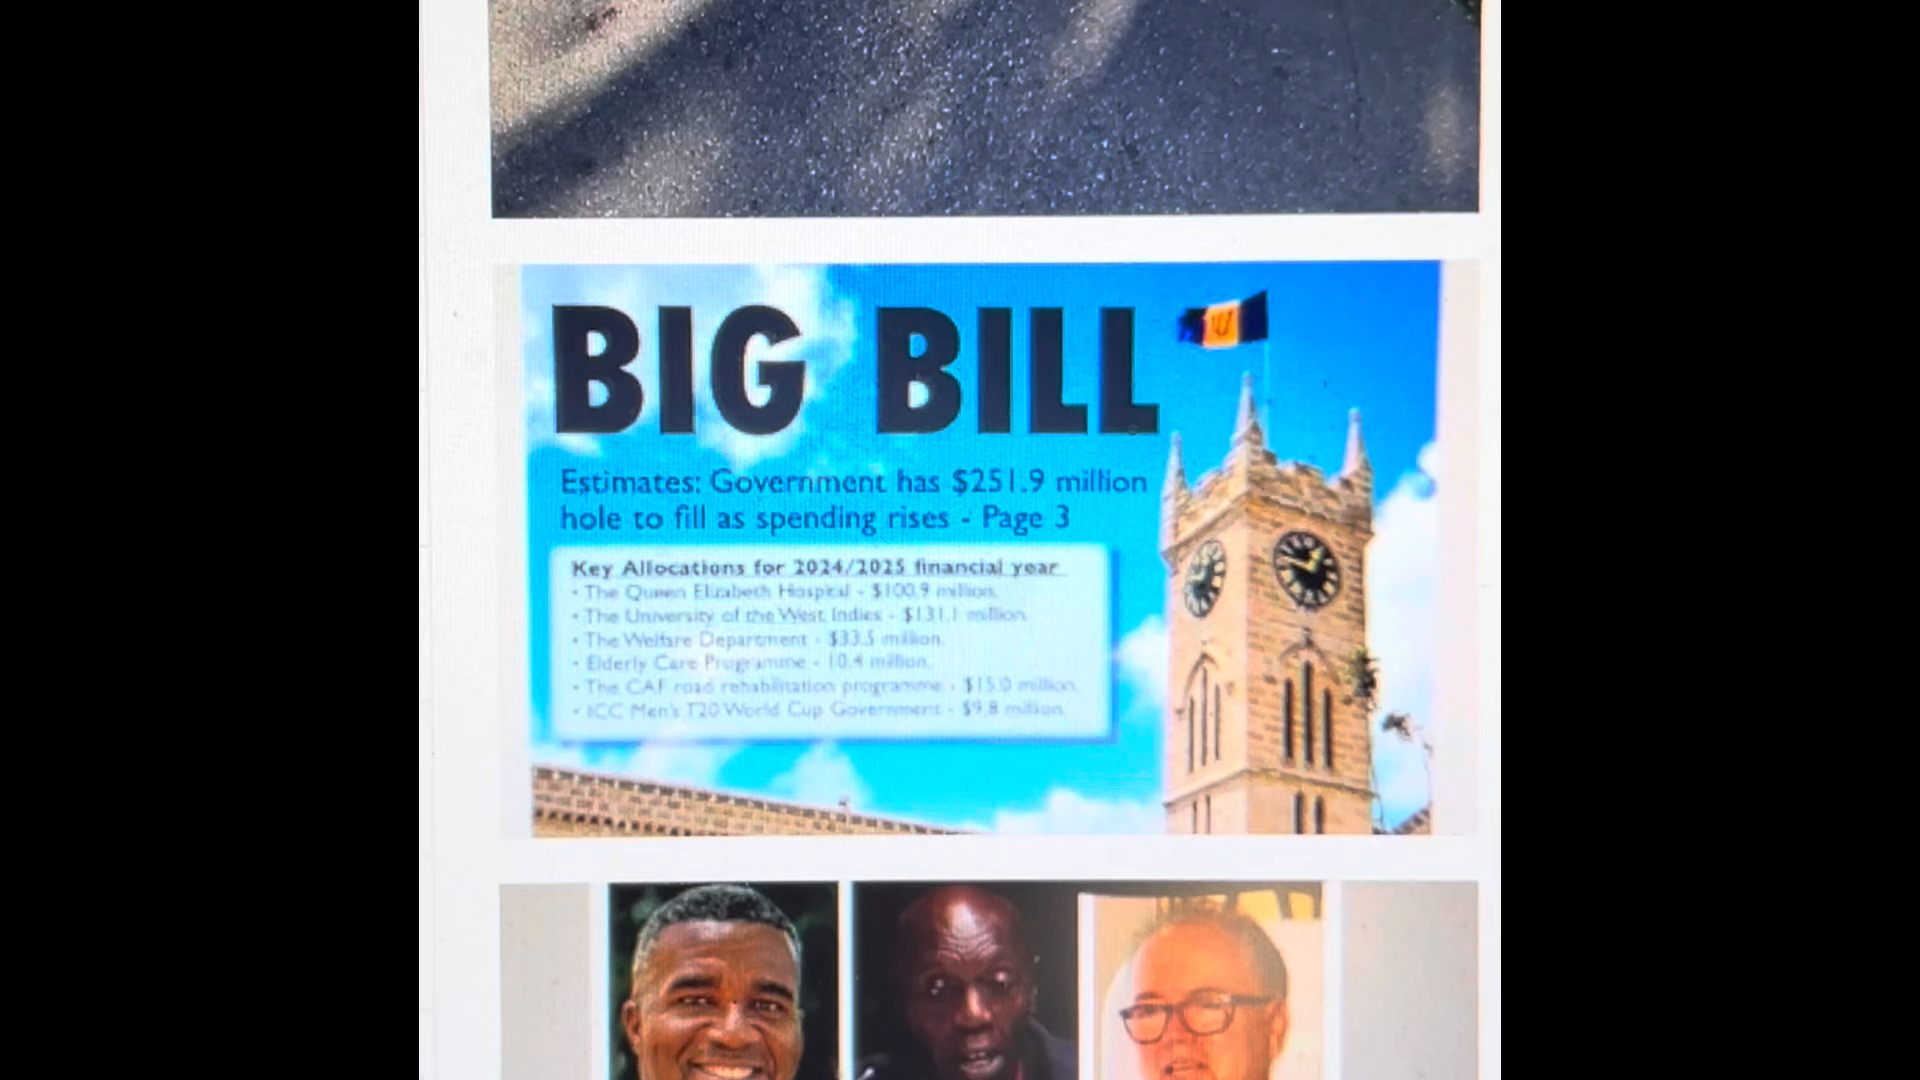 BIG BILL
Estimates: Government has $251.9 million
hole to fill as spending rises - Page 3
Key Allocations for 2024/2025 financial year
• The Queen Elizabeth Hospital - $100.9 million.
• The University of the West Indies - $131.1 million.
• The Welfare Department - $33.5 million.
• Elderly Care Programme - 10.4 million.
• The CAF road rehabilitation programme - $15.0 million.
• ICC Men's T20 World Cup Government - $9.8 million.